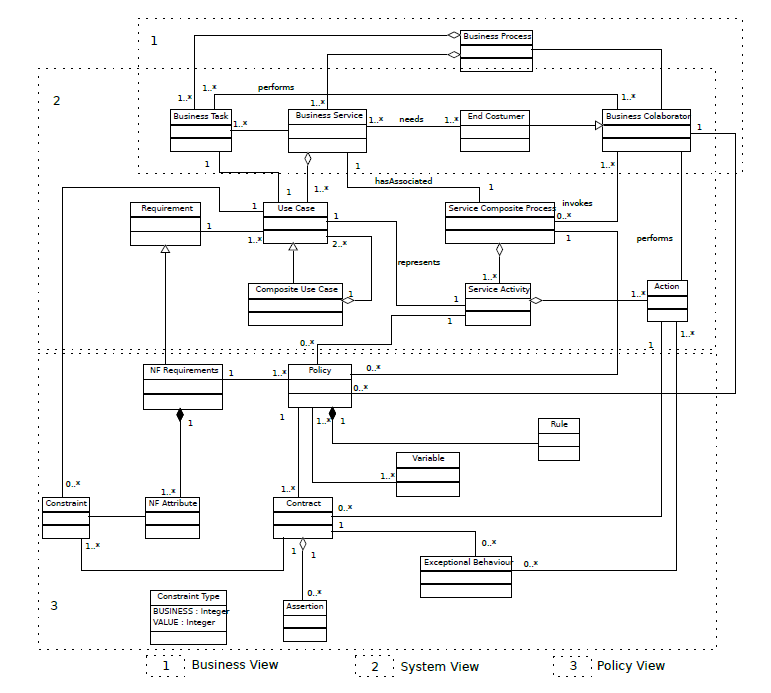 Business Process
1
1..x
performs
1..x
1..x
2
1..x
Business Task
Business Service
End Costumer
Business Colaborator
1..x
1..x
needs
1..x
1
1
1
1..x
hasAssociated
1
1
1..x
invokes
Requirement
1
Use Case
1
Service Composite Process
0..x
1
1..x
2..x
1
performs
represents
1..x
Composite Use Case
1
Service Activity
1
1..x
Action
1
0..x
1
1..x
NF Requirements
1
1..x
Policy
0..x
0..x
1
1
1..x
1
Rule
Variable
1..x
0..x
1..x
1..x
Constraint
NF Attribute
Contract
0..x
1
1..x
1
1
0..x
Exceptional Behaviour
0..x
Constraint Type
BUSINESS : Integer
VALUE : Integer
0..x
Assertion
3
1
Business View
2
System View
3
Policy View